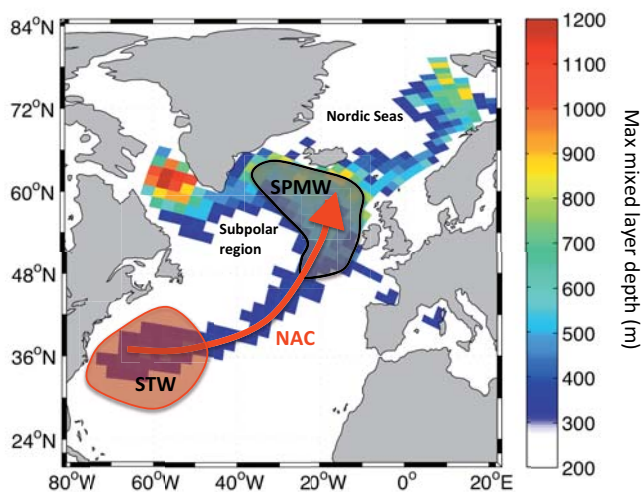 84°N
72°N
60°N
48°N
36°N
24°N
80°W
60°W
40°W
20°W
0°
20°E
Nordic Seas
SPMW
Subpolar
region
NAC
STW
1200
1100
1000
900
800
700
600
500
400
300
200
Max mixed layer depth (m)